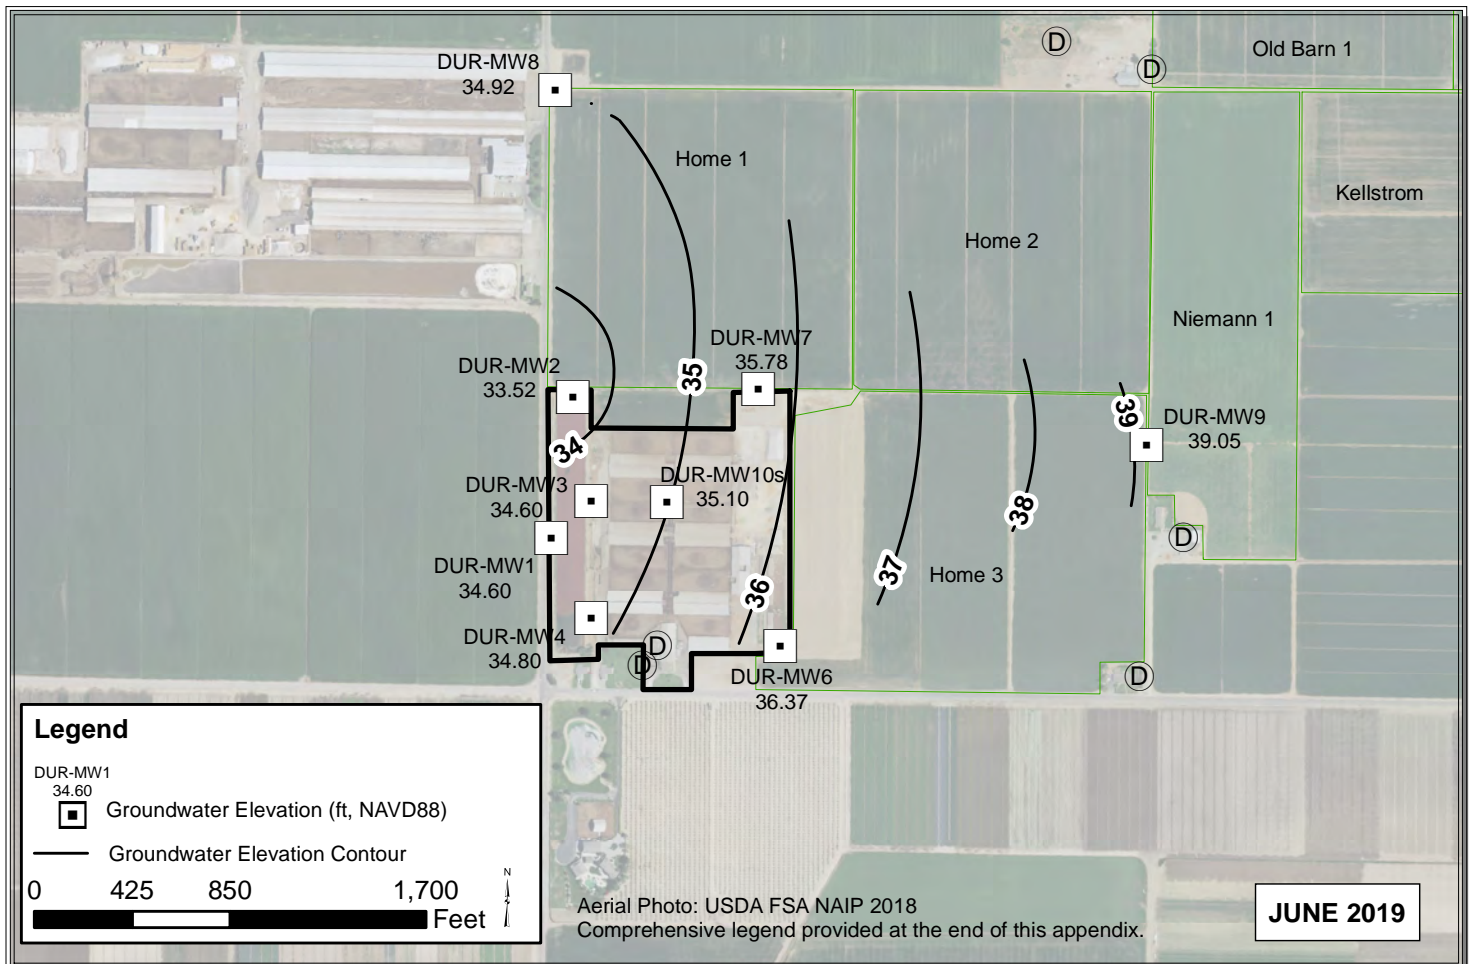 D
Old Barn 1
DUR-MW8
34.92
D
Home 1
Kellstrom
Home 2
Niemann 1
DUR-MW7
35.78
DUR-MW2
33.52
35
39
DUR-MW9
39.05
34
DUR-MW3
34.60
DUR-MW10s
35.10
38
D
DUR-MW1
34.60
37
Home 3
36
DUR-MW4
34.80
D
D
DUR-MW6
36.37
D
Legend
DUR-MW1
34.60
Groundwater Elevation (ft, NAVD88)
Groundwater Elevation Contour
0 425 850 1,700
Feet
N
Aerial Photo: USDA FSA NAIP 2018
Comprehensive legend provided at the end of this appendix.
JUNE 2019